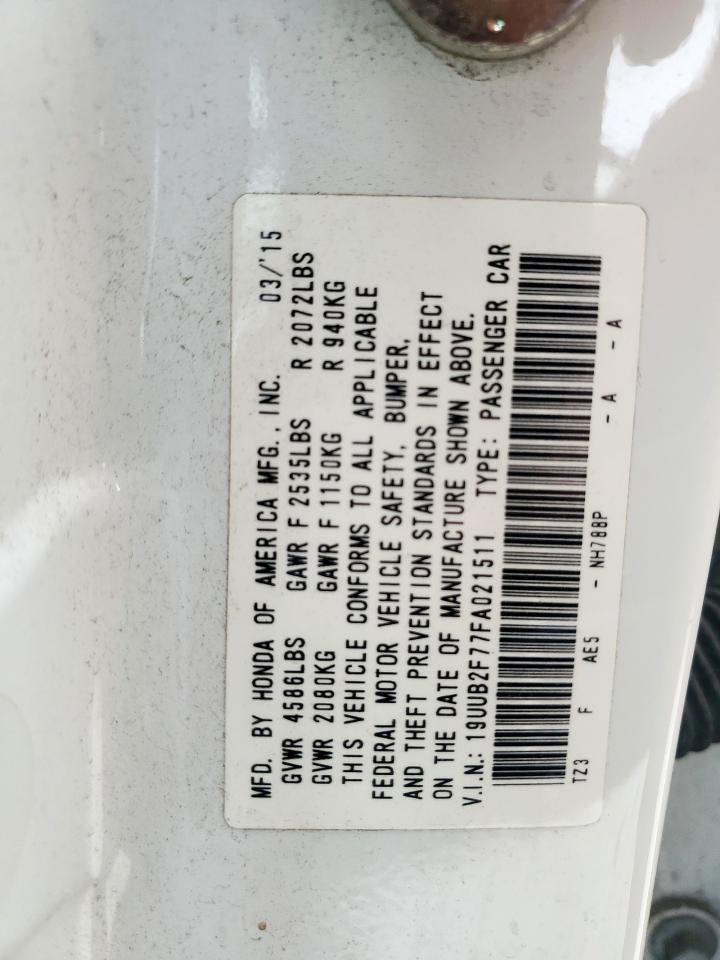 MFD. BY HONDA OF AMERICA MFG., INC. 03/'15
GVWR 4586LBS GAWR F 2535LBS R 2072LBS
GVWR 2080KG GAWR F 1150KG R 940KG
THIS VEHICLE CONFORMS TO ALL APPLICABLE
FEDERAL MOTOR VEHICLE SAFETY, BUMPER,
AND THEFT PREVENTION STANDARDS IN EFFECT
ON THE DATE OF MANUFACTURE SHOWN ABOVE.
V.I.N.: 19UUB2F77FA021511 TYPE: PASSENGER CAR
TZ3 F AE5 - NH788P - A - A